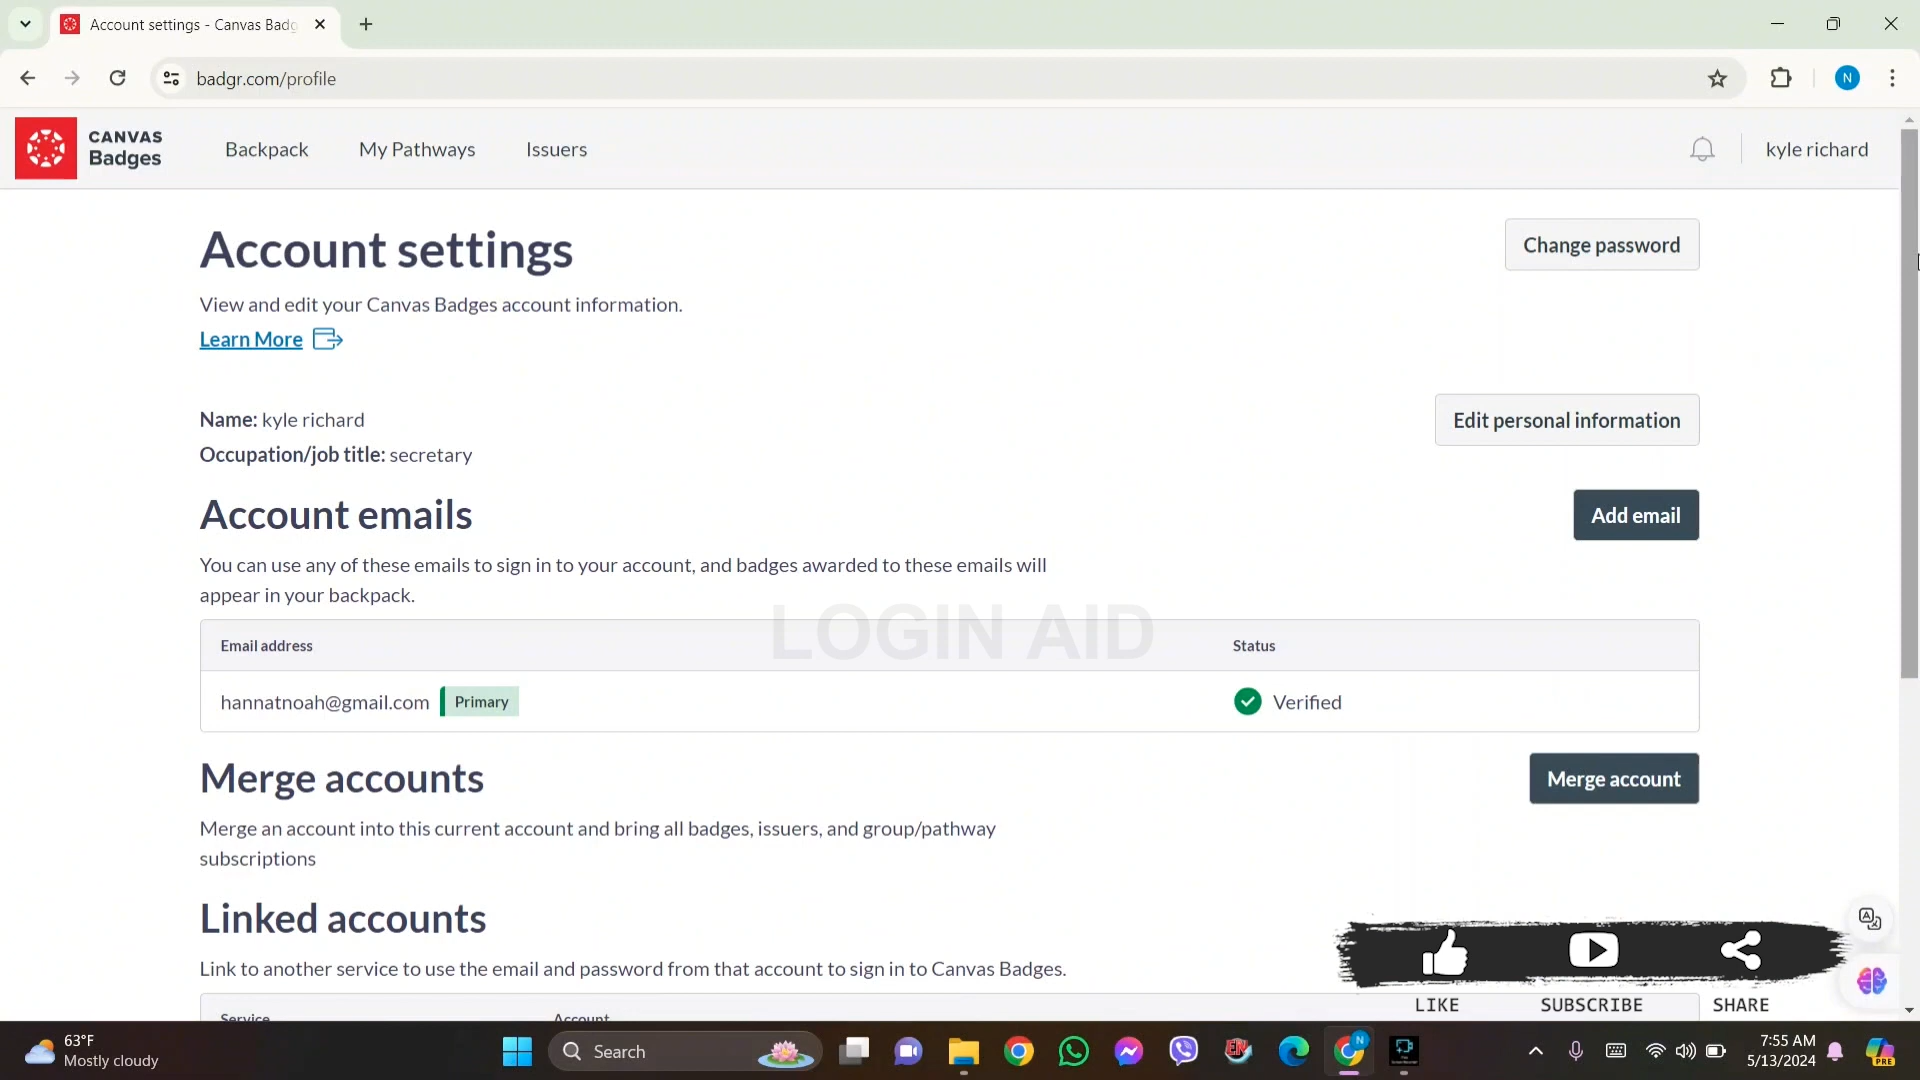 Account settings - Canvas Badg
badgr.com/profile
N
CANVAS
Badges
Backpack
My Pathways
Issuers
kyle richard
Account settings
Change password
View and edit your Canvas Badges account information.
Learn More
Name: kyle richard
Edit personal information
Occupation/job title: secretary
Account emails
Add email
You can use any of these emails to sign in to your account, and badges awarded to these emails will
appear in your backpack.
LOGIN AID
Email address
Status
hannatnoah@gmail.com
Primary
Verified
Merge accounts
Merge account
Merge an account into this current account and bring all badges, issuers, and group/pathway
subscriptions
Linked accounts
Link to another service to use the email and password from that account to sign in to Canvas Badges.
LIKE
SUBSCRIBE
SHARE
Service
Account
63°F
Mostly cloudy
Search
EN
N
7:55 AM
5/13/2024
PRE